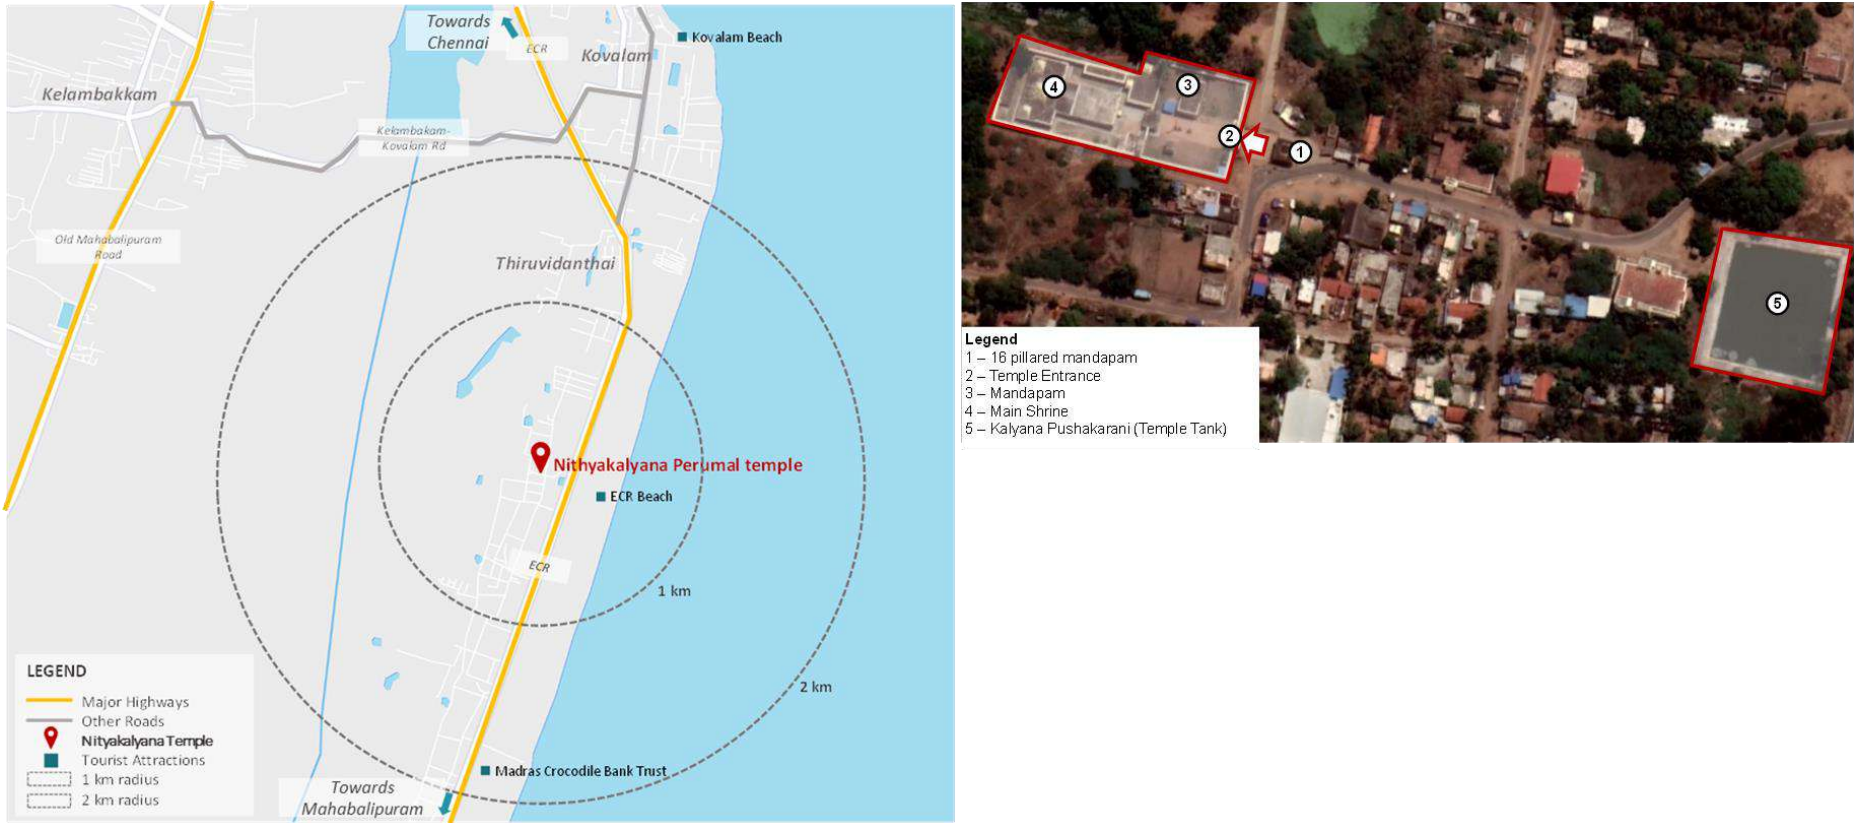 Towards
Chennai
ECR
Kovalam
Kovalam Beach
Kelambakkam
Kelambakam-
Kovalam Rd
Old Mahabalipuram
Road
Thiruvidanthai
Nithyakalyana Perumal temple
ECR Beach
ECR
1 km
2 km
Madras Crocodile Bank Trust
Towards
Mahabalipuram
LEGEND
Major Highways
Other Roads
Nityakalyana Temple
Tourist Attractions
1 km radius
2 km radius
4
3
2
1
5
Legend
1 – 16 pillared mandapam
2 – Temple Entrance
3 – Mandapam
4 – Main Shrine
5 – Kalyana Pushakarani (Temple Tank)